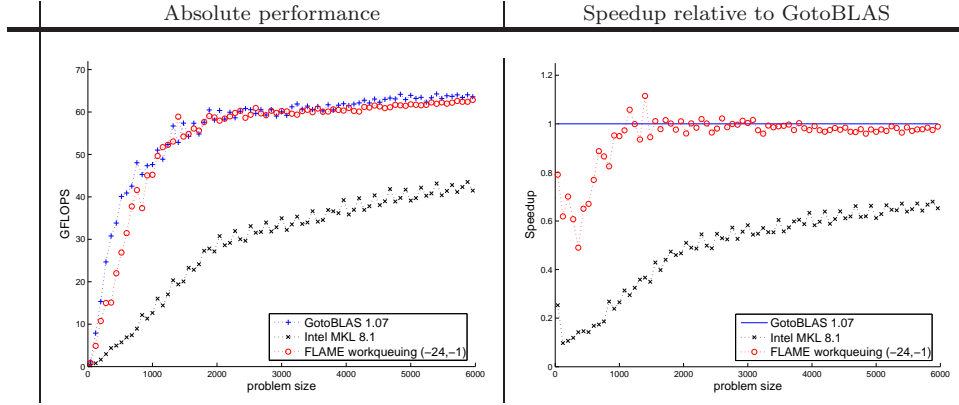 Absolute performance
Speedup relative to GotoBLAS
70
60
50
40
30
20
10
0
GFLOPS
0
1000
2000
3000
4000
5000
6000
problem size
GotoBLAS 1.07
Intel MKL 8.1
FLAME workqueuing (−24,−1)
1.2
1
0.8
0.6
0.4
0.2
0
Speedup
0
1000
2000
3000
4000
5000
6000
problem size
GotoBLAS 1.07
Intel MKL 8.1
FLAME workqueuing (−24,−1)